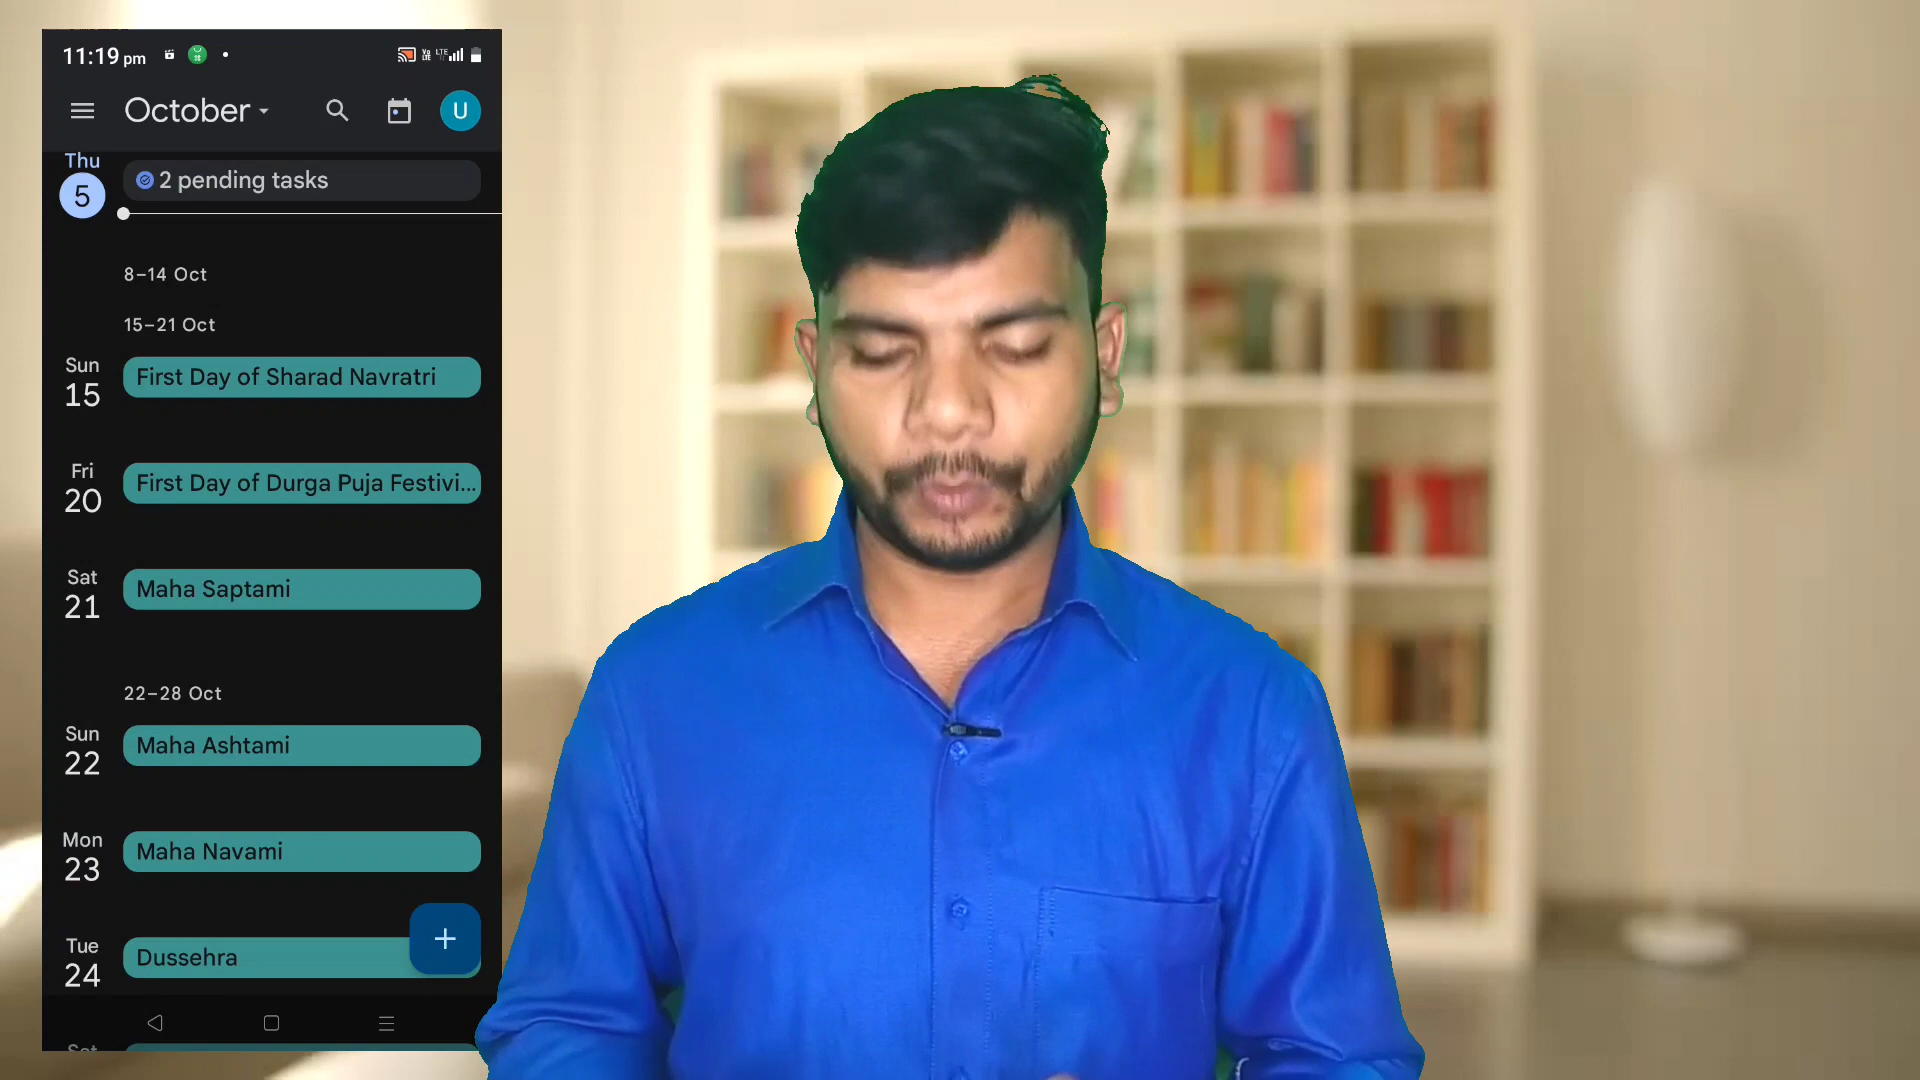 11:19 pm
October
U
Thu
5
2 pending tasks
8–14 Oct
15–21 Oct
Sun
15
First Day of Sharad Navratri
Fri
20
First Day of Durga Puja Festivi...
Sat
21
Maha Saptami
22–28 Oct
Sun
22
Maha Ashtami
Mon
23
Maha Navami
Tue
24
Dussehra